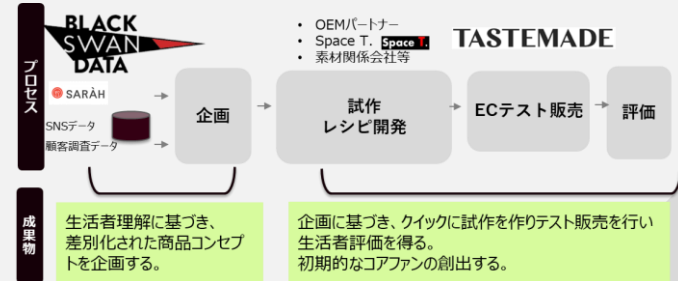 BLACK
SWAN
DATA
・ OEMパートナー
・ Space T. Space T.
・ 素材関係会社等
TASTEMADE
プロセス
SARAH
SNSデータ
顧客調査データ
企画
試作
レシピ開発
ECテスト販売
評価
成果物
生活者理解に基づき、
差別化された商品コンセプ
トを企画する。
企画に基づき、クイックに試作を作りテスト販売を行い
生活者評価を得る。
初期的なコアファンの創出する。